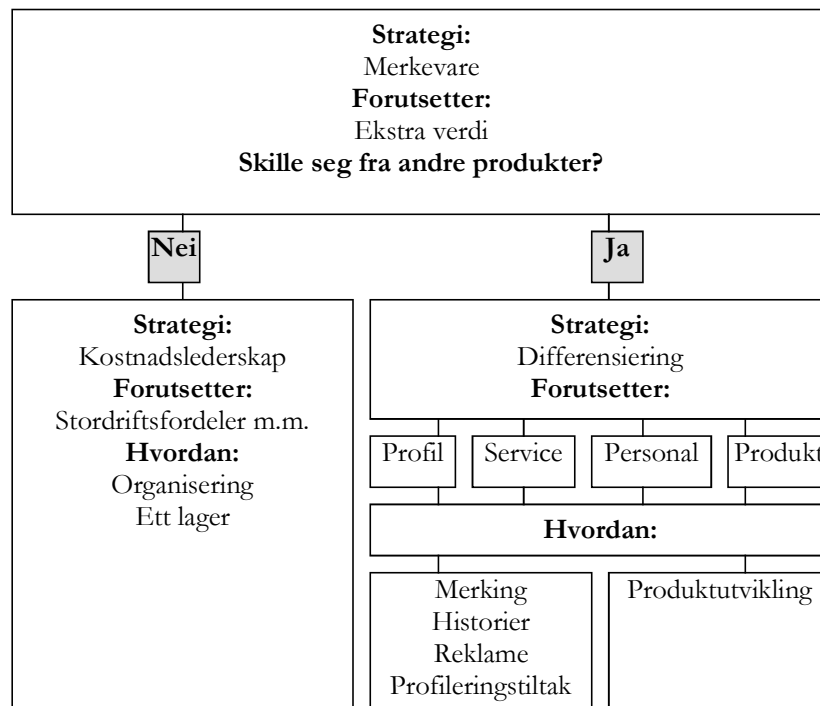 Strategi:
Merkevare
Forutsetter:
Ekstra verdi
Skille seg fra andre produkter?
Nei
Ja
Strategi:
Kostnadslederskap
Forutsetter:
Stordriftsfordeler m.m.
Hvordan:
Organisering
Ett lager
Strategi:
Differensiering
Forutsetter:
Profil
Service
Personal
Produkt
Hvordan:
Merking
Historier
Reklame
Profileringstiltak
Produktutvikling